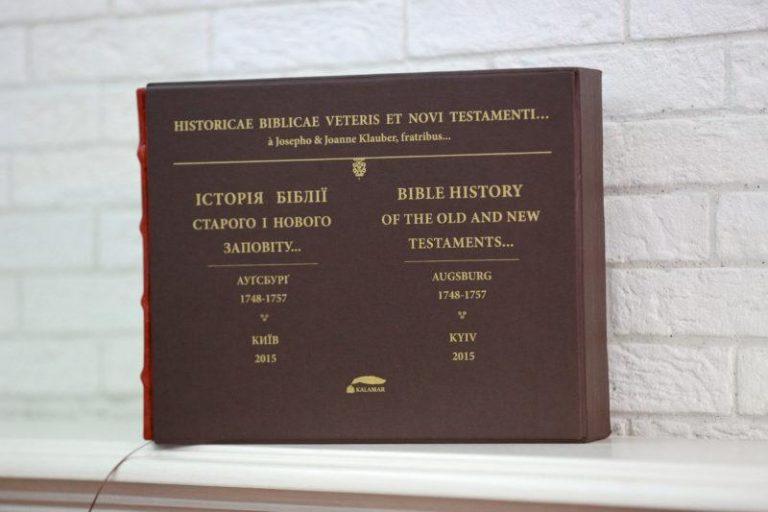 HISTORICAE BIBLICAE VETERIS ET NOVI TESTAMENTI...
à Josepho & Joanne Klauber, fratribus...
ІСТОРІЯ БІБЛІЇ
СТАРОГО І НОВОГО
ЗАПОВІТУ...
АУҐСБУРҐ
1748-1757
КИЇВ
2015
BIBLE HISTORY
OF THE OLD AND NEW
TESTAMENTS...
AUGSBURG
1748-1757
KYIV
2015
KALAMAR